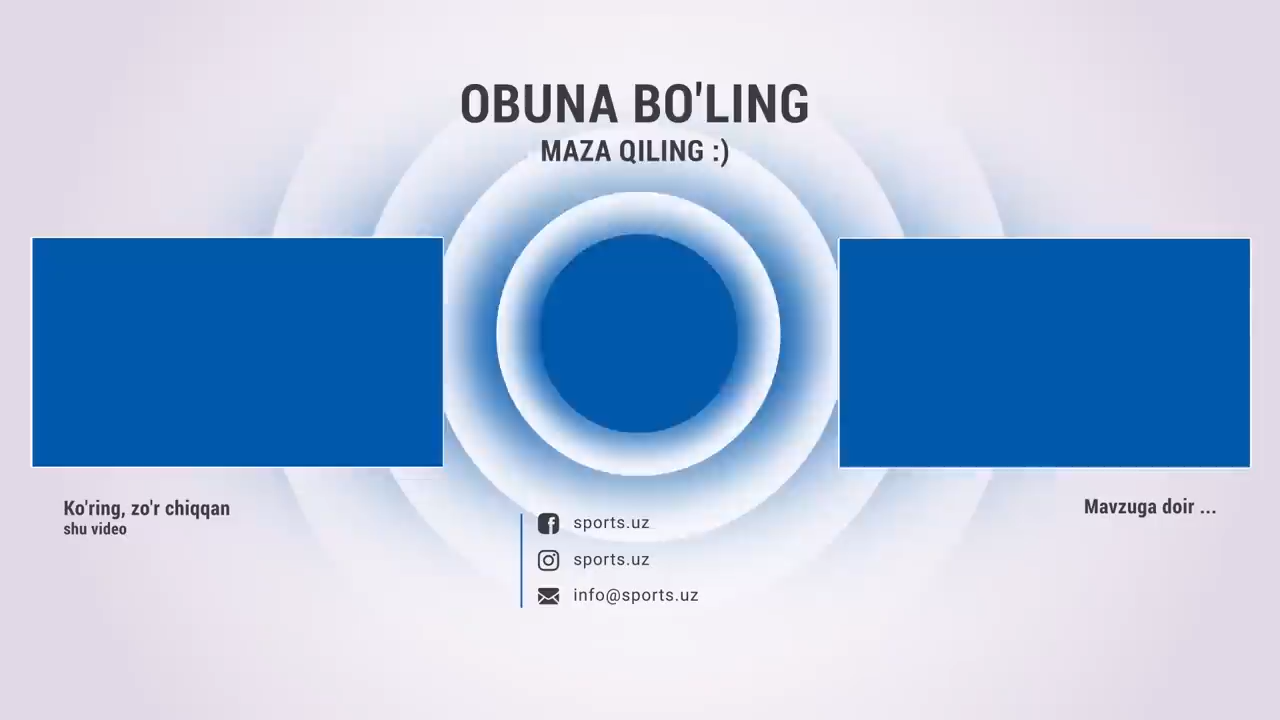 OBUNA BO'LING
MAZA QILING :)
Ko'ring, zo'r chiqqan
shu video
Mavzuga doir ...
sports.uz
sports.uz
info@sports.uz